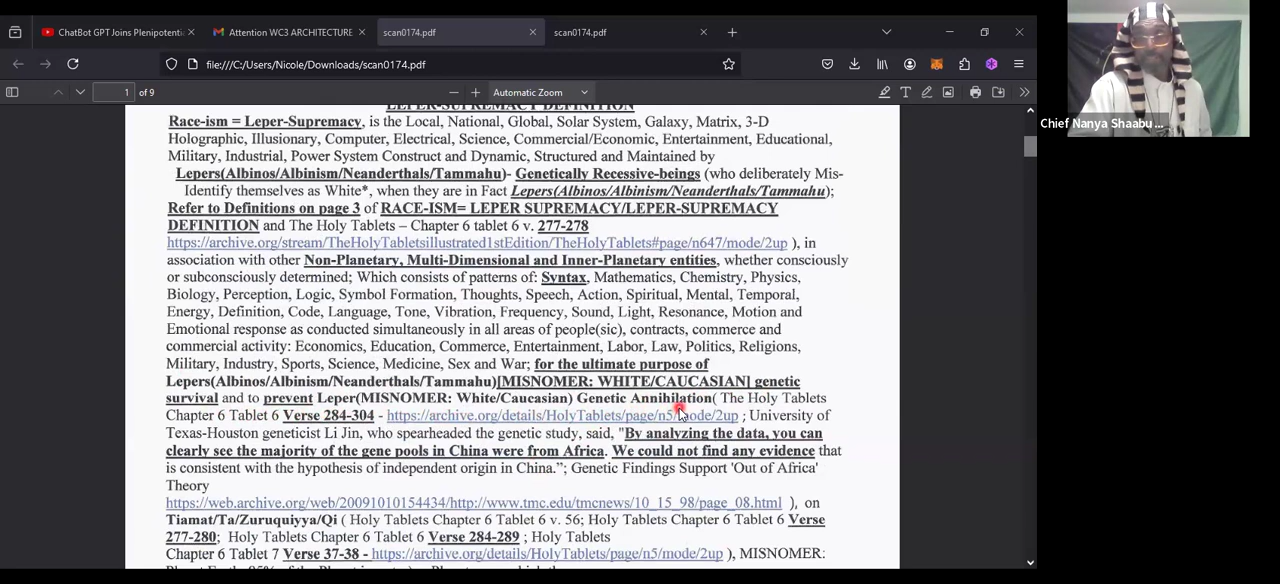 ChatBot GPT Joins Plenipotenti
Attention WC3 ARCHITECTURE
scan0174.pdf
scan0174.pdf
file:///C:/Users/Nicole/Downloads/scan0174.pdf
1 of 9
Automatic Zoom
Chief Nanya Shaabu ...
LEPER-SUPREMACY DEFINITION
Race-ism = Leper-Supremacy, is the Local, National, Global, Solar System, Galaxy, Matrix, 3-D
Holographic, Illusionary, Computer, Electrical, Science, Commercial/Economic, Entertainment, Educational,
Military, Industrial, Power System Construct and Dynamic, Structured and Maintained by
Lepers(Albinos/Albinism/Neanderthals/Tammahu)- Genetically Recessive-beings (who deliberately Mis-
Identify themselves as White*, when they are in Fact Lepers(Albinos/Albinism/Neanderthals/Tammahu);
Refer to Definitions on page 3 of RACE-ISM= LEPER SUPREMACY/LEPER-SUPREMACY
DEFINITION and The Holy Tablets – Chapter 6 tablet 6 v. 277-278
https://archive.org/stream/TheHolyTabletsillustrated1stEdition/TheHolyTablets#page/n647/mode/2up ), in
association with other Non-Planetary, Multi-Dimensional and Inner-Planetary entities, whether consciously
or subconsciously determined; Which consists of patterns of: Syntax, Mathematics, Chemistry, Physics,
Biology, Perception, Logic, Symbol Formation, Thoughts, Speech, Action, Spiritual, Mental, Temporal,
Energy, Definition, Code, Language, Tone, Vibration, Frequency, Sound, Light, Resonance, Motion and
Emotional response as conducted simultaneously in all areas of people(sic), contracts, commerce and
commercial activity: Economics, Education, Commerce, Entertainment, Labor, Law, Politics, Religions,
Military, Industry, Sports, Science, Medicine, Sex and War; for the ultimate purpose of
Lepers(Albinos/Albinism/Neanderthals/Tammahu)[MISNOMER: WHITE/CAUCASIAN] genetic
survival and to prevent Leper(MISNOMER: White/Caucasian) Genetic Annihilation( The Holy Tablets
Chapter 6 Tablet 6 Verse 284-304 - https://archive.org/details/HolyTablets/page/n5/mode/2up ; University of
Texas-Houston geneticist Li Jin, who spearheaded the genetic study, said, "By analyzing the data, you can
clearly see the majority of the gene pools in China were from Africa. We could not find any evidence that
is consistent with the hypothesis of independent origin in China.”; Genetic Findings Support 'Out of Africa'
Theory
https://web.archive.org/web/20091010154434/http://www.tmc.edu/tmcnews/10_15_98/page_08.html ), on
Tiamat/Ta/Zuruquiyya/Qi ( Holy Tablets Chapter 6 Tablet 6 v. 56; Holy Tablets Chapter 6 Tablet 6 Verse
277-280; Holy Tablets Chapter 6 Tablet 6 Verse 284-289 ; Holy Tablets
Chapter 6 Tablet 7 Verse 37-38 - https://archive.org/details/HolyTablets/page/n5/mode/2up ), MISNOMER: